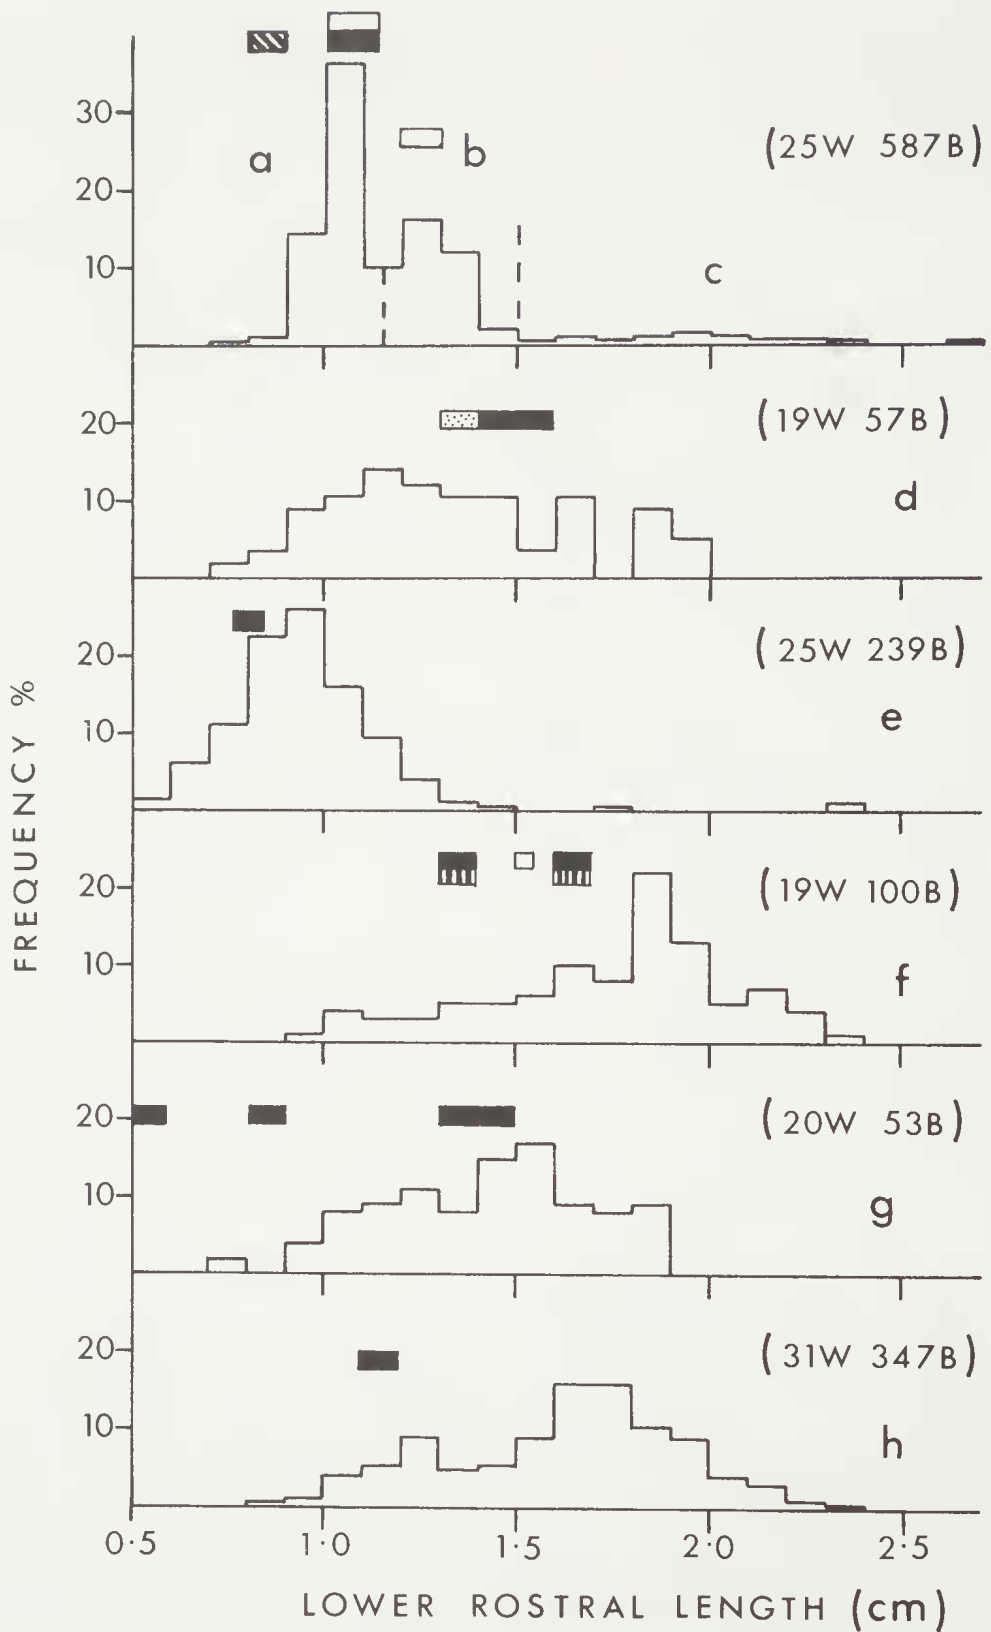 30
20
10
a
b
(25W 587B)
c
20
10
(19W 57B)
d
20
10
(25W 239B)
e
20
10
(19W 100B)
f
20
10
(20W 53B)
g
20
10
(31W 347B)
h
FREQUENCY %
0·5 1·0 1·5 2·0 2·5
LOWER ROSTRAL LENGTH (cm)